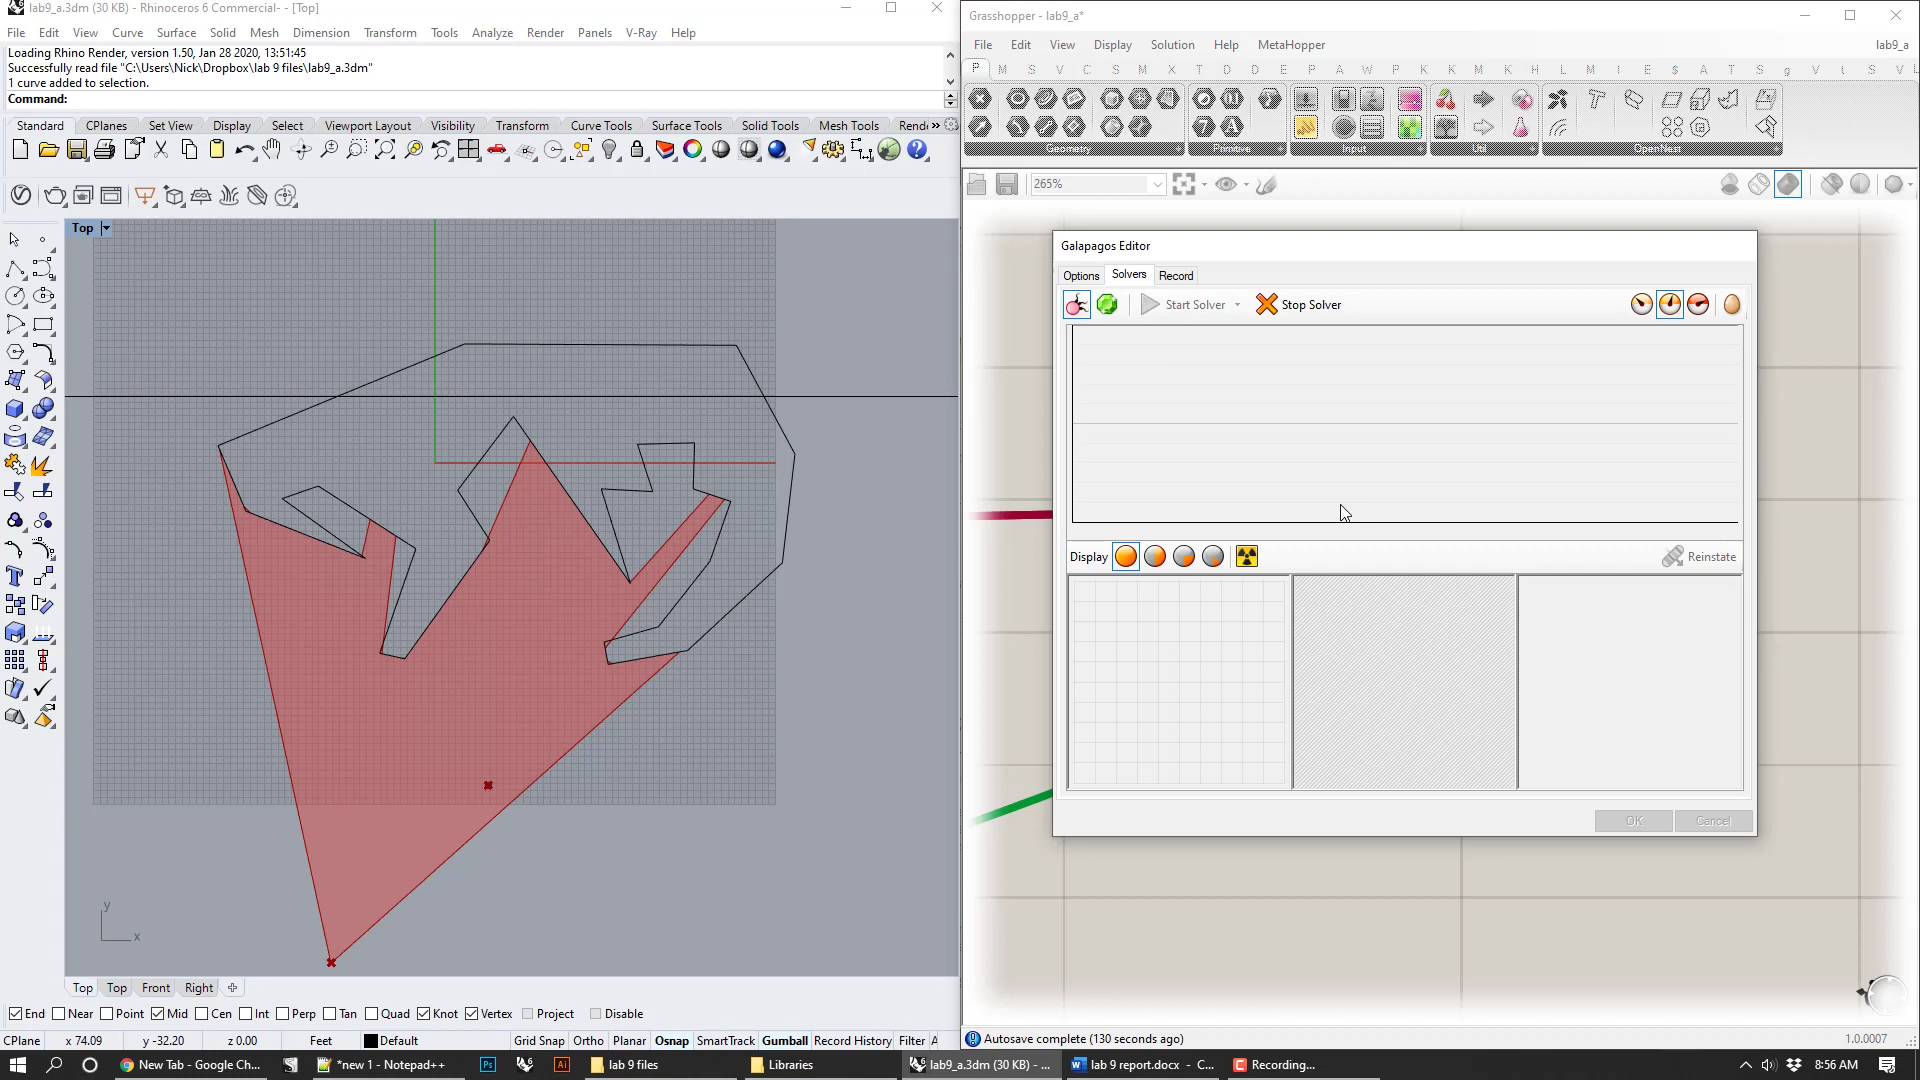 lab9_a.3dm (30 KB) - Rhinoceros 6 Commercial- - [Top]
File Edit View Curve Surface Solid Mesh Dimension Transform Tools Analyze Render Panels V-Ray Help
Loading Rhino Render, version 1.50, Jan 28 2020, 13:51:45
Successfully read file "C:\Users\Nick\Dropbox\lab 9 files\lab9_a.3dm"
1 curve added to selection.
Command:
Standard CPlanes Set View Display Select Viewport Layout Visibility Transform Curve Tools Surface Tools Solid Tools Mesh Tools Rend »
Top
y
x
Top Top Front Right
End Near Point Mid Cen Int Perp Tan Quad Knot Vertex Project Disable
CPlane x 74.09 y -32.20 z 0.00 Feet Default Grid Snap Ortho Planar Osnap SmartTrack Gumball Record History Filter A
Grasshopper - lab9_a*
File Edit View Display Solution Help MetaHopper lab9_a
P M S V C S M X T D D E P A W P K K M K L M I E $ A T S g V t S V L
Geometry Primitive Input Util OpenNest
265%
Galapagos Editor
Options Solvers Record
Start Solver Stop Solver
Display Reinstate
OK Cancel
Autosave complete (130 seconds ago) 1.0.0007
New Tab - Google Ch... *new 1 - Notepad++ Ps Ai lab 9 files Libraries lab9_a.3dm (30 KB) - ... lab 9 report.docx - C... Recording... 8:56 AM